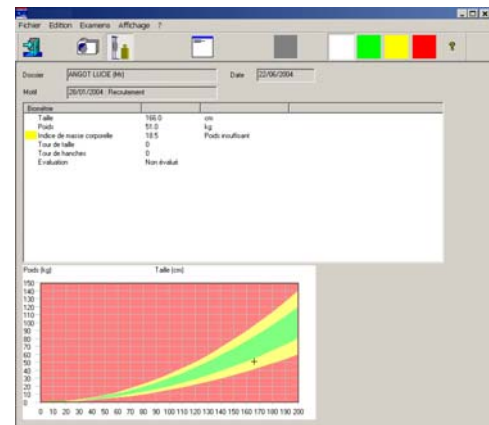 Fichier Edition Examens Affichage ?
?
Dossier ANGOT LUCIE (Mr) Date 22/06/2004
Motif 20/01/2004 : Recrutement
Biométrie
Taille 166.0 cm
Poids 51.0 kg
Indice de masse corporelle 18.5 Poids insuffisant
Tour de taille 0
Tour de hanches 0
Evaluation Non évalué
Poids (kg) Taille (cm)
150
140
130
120
110
100
90
80
70
60
50
40
30
20
10
0
0 10 20 30 40 50 60 70 80 90 100 110 120 130 140 150 160 170 180 190 200